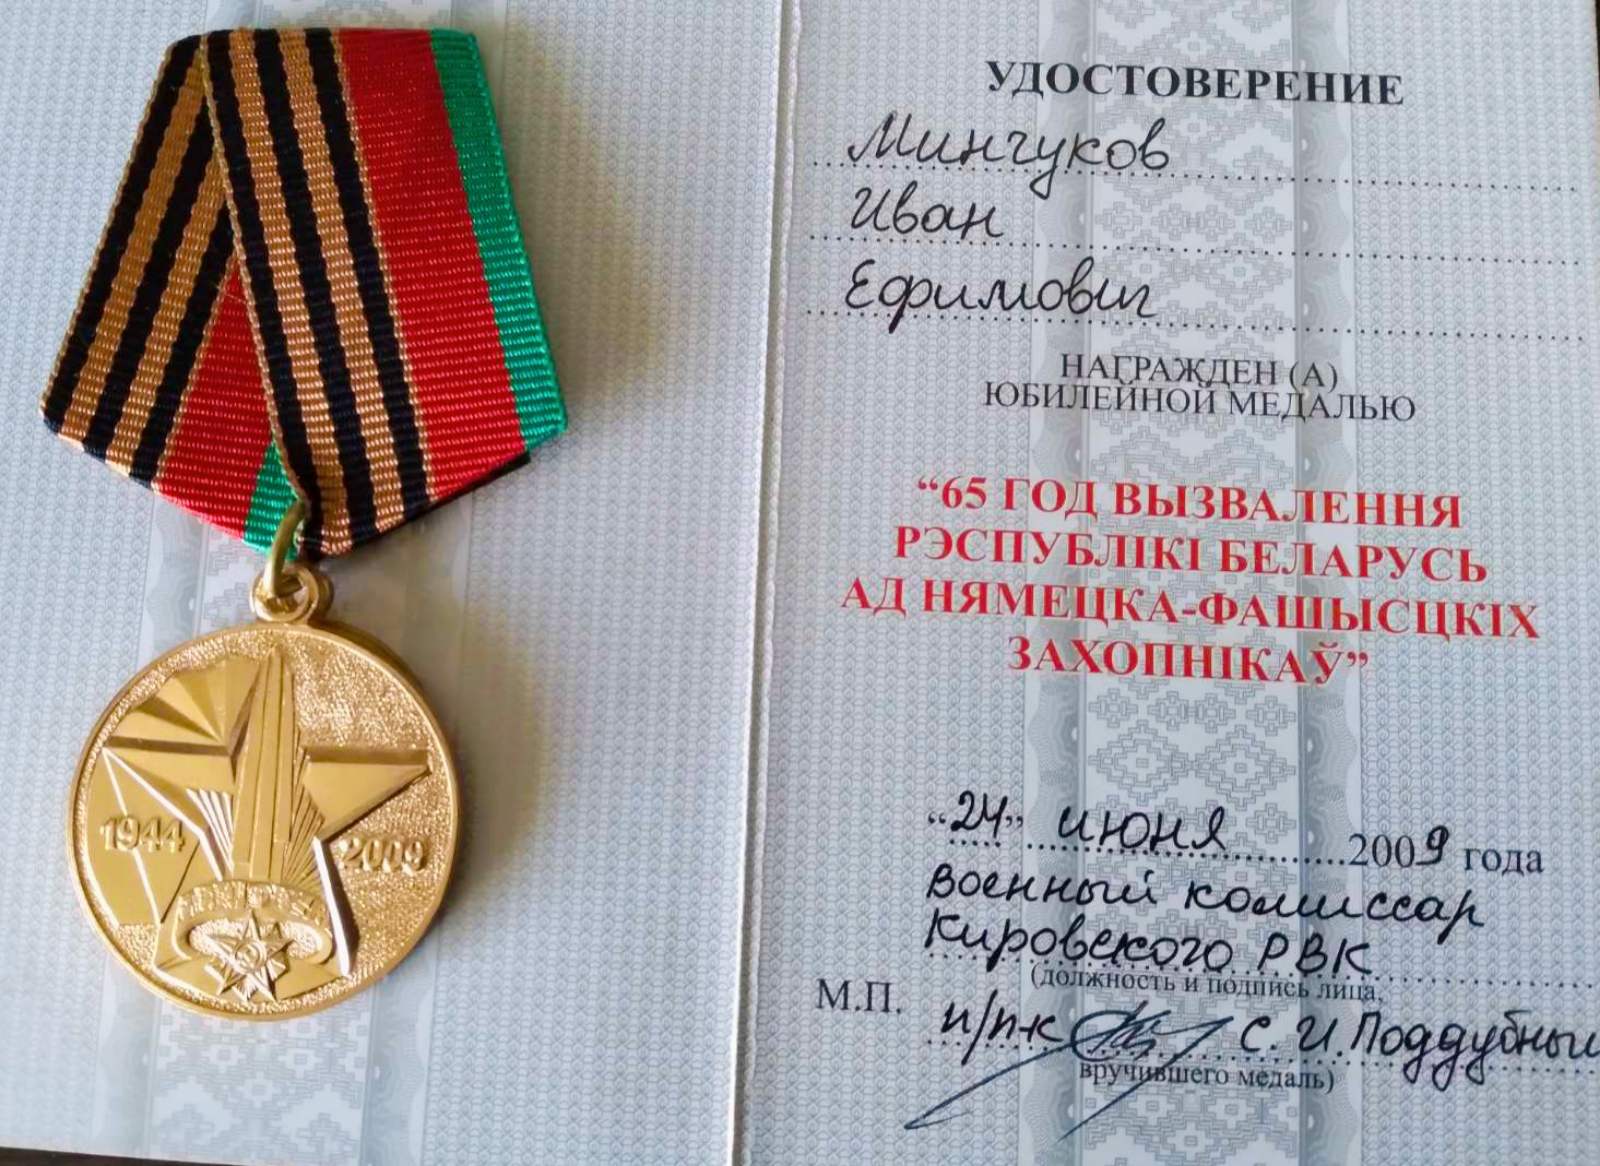 1944
2009
УДОСТОВЕРЕНИЕ
Минчуков
Иван
Ефимович
НАГРАЖДЕН (А)
ЮБИЛЕЙНОЙ МЕДАЛЬЮ
“65 ГОД ВЫЗВАЛЕННЯ
РЭСПУБЛІКІ БЕЛАРУСЬ
АД НЯМЕЦКА-ФАШЫСЦКІХ
ЗАХОПНІКАЎ”
“24” июня 2009 года
военный комиссар
Кировского РВК
(должность и подпись лица,
М.П. п/п-к С. И. Поддубный
вручившего медаль)